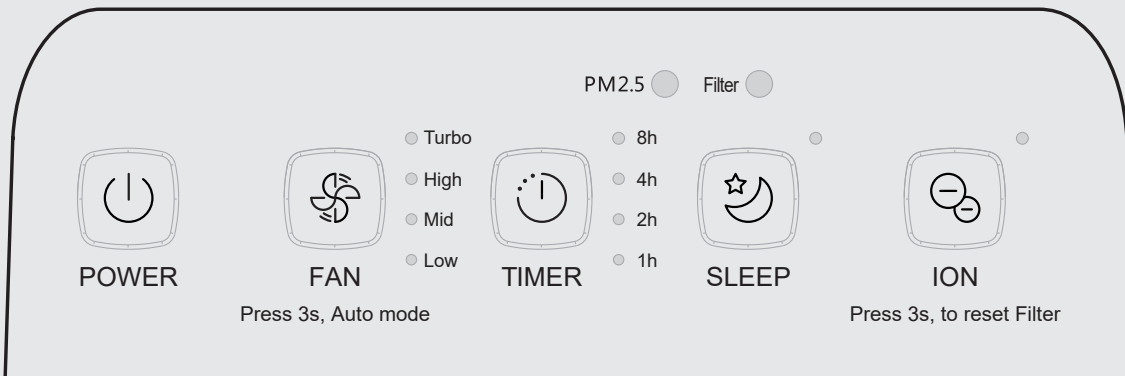 PM2.5 Filter
Turbo
High
Mid
Low
8h
4h
2h
1h
POWER
FAN
TIMER
SLEEP
ION
Press 3s, Auto mode
Press 3s, to reset Filter